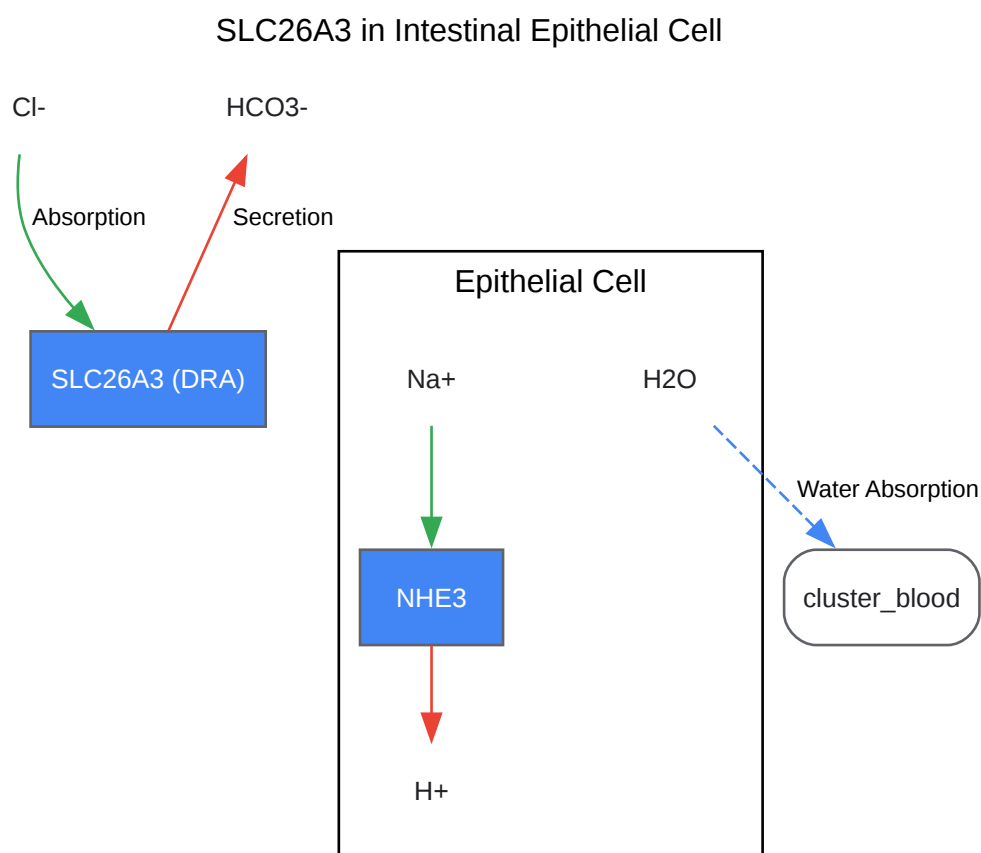 SLC26A3 in Intestinal Epithelial Cell
Cl-
HCO3-
Absorption
Secretion
Epithelial Cell
SLC26A3 (DRA)
Na+
H2O
Water Absorption
NHE3
cluster_blood
H+